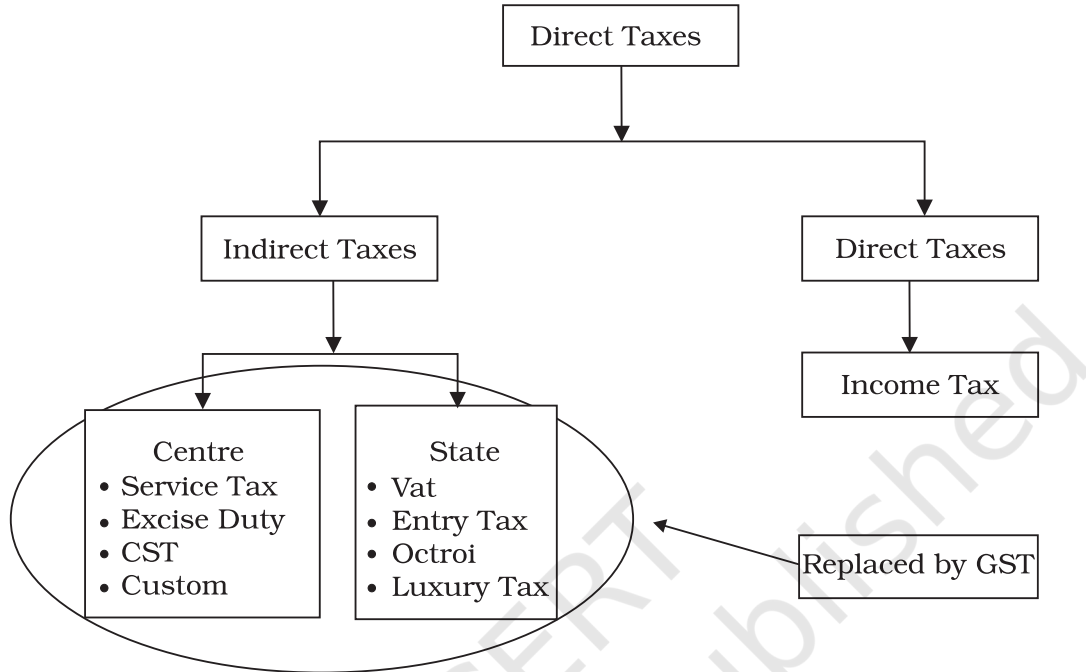 Direct Taxes
Indirect Taxes
Direct Taxes
Income Tax
Centre
• Service Tax
• Excise Duty
• CST
• Custom
State
• Vat
• Entry Tax
• Octroi
• Luxury Tax
Replaced by GST